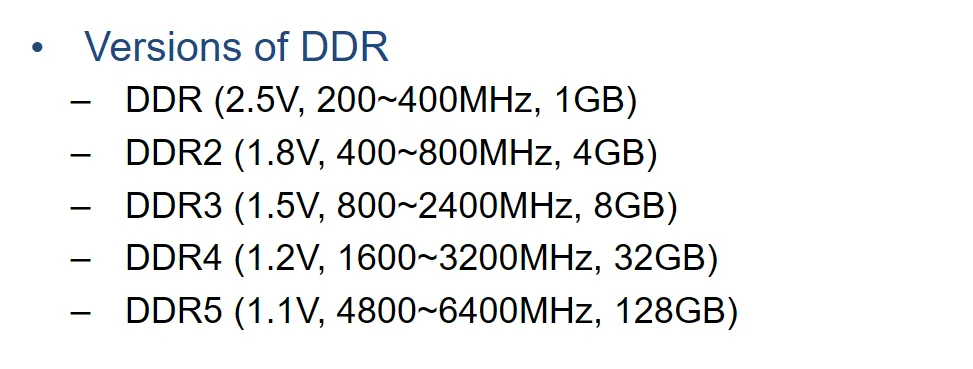 • Versions of DDR
– DDR (2.5V, 200~400MHz, 1GB)
– DDR2 (1.8V, 400~800MHz, 4GB)
– DDR3 (1.5V, 800~2400MHz, 8GB)
– DDR4 (1.2V, 1600~3200MHz, 32GB)
– DDR5 (1.1V, 4800~6400MHz, 128GB)